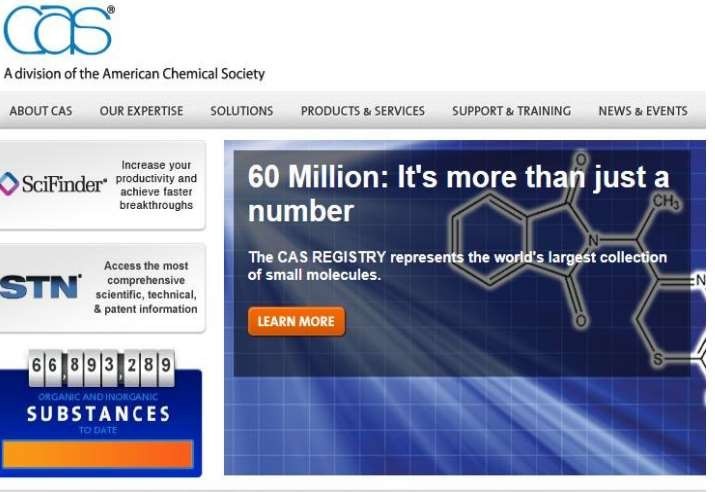 cas®
A division of the American Chemical Society
ABOUT CAS OUR EXPERTISE SOLUTIONS PRODUCTS & SERVICES SUPPORT & TRAINING NEWS & EVENTS
SciFinder®
Increase your
productivity and
achieve faster
breakthroughs
STN®
Access the most
comprehensive
scientific, technical,
& patent information
66,893,289
ORGANIC AND INORGANIC
SUBSTANCES
TO DATE
60 Million: It's more than just a
number
The CAS REGISTRY represents the world's largest collection
of small molecules.
LEARN MORE
O
CH₃
N
N
O
S